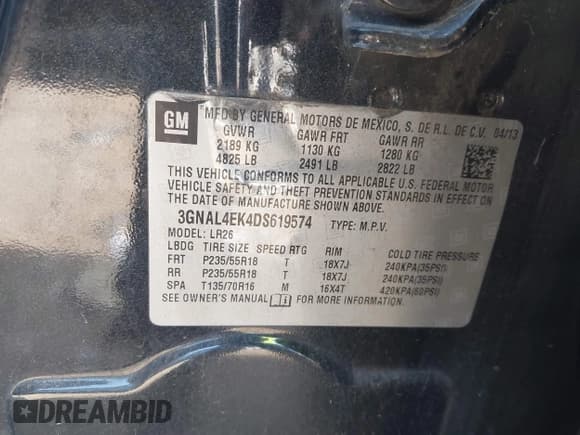 GM
MFD BY GENERAL MOTORS DE MEXICO, S. DE R.L. DE C.V. 04/13
GVWR GAWR FRT GAWR RR
2189 KG 1130 KG 1280 KG
4825 LB 2491 LB 2822 LB
THIS VEHICLE CONFORMS TO ALL APPLICABLE U.S. FEDERAL MOTOR
VEHICLE SAFETY AND THEFT PREVENTION STANDARDS IN EFFECT ON
THE DATE OF MANUFACTURE SHOWN ABOVE.
3GNAL4EK4DS619574 TYPE: M.P.V.
MODEL: LR26
LBDG TIRE SIZE SPEED RTG RIM COLD TIRE PRESSURE
FRT P235/55R18 T 18X7J 240KPA(35PSI)
RR P235/55R18 T 18X7J 240KPA(35PSI)
SPA T135/70R16 M 16X4T 420KPA(60PSI)
SEE OWNER'S MANUAL FOR MORE INFORMATION.
DREAMBID